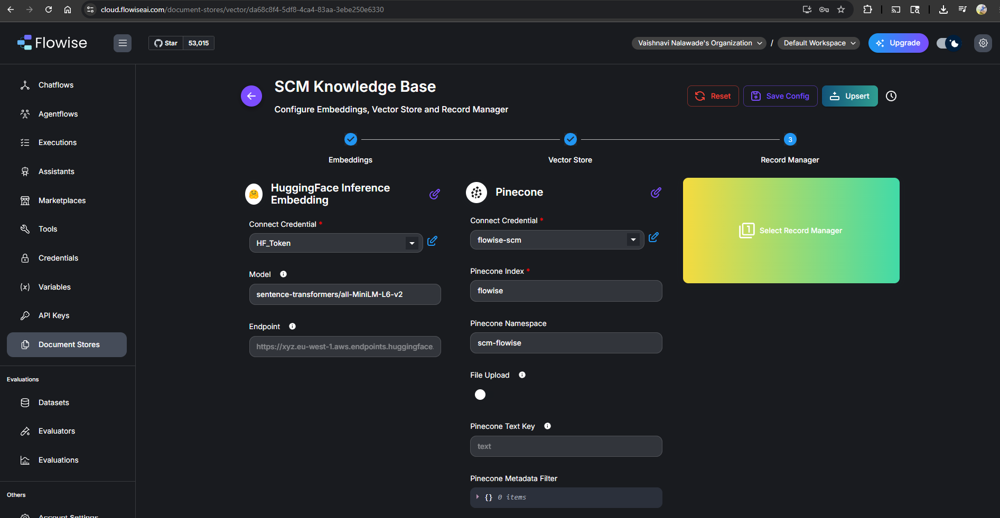 cloud.flowiseai.com/document-stores/vector/da68c8f4-5df8-4ca4-83aa-3ebe250e6330
Flowise
Star 53,015
Vaishnavi Nalawade's Organization / Default Workspace
Upgrade
Chatflows
Agentflows
Executions
Assistants
Marketplaces
Tools
Credentials
(x) Variables
API Keys
Document Stores
Evaluations
Datasets
Evaluators
Evaluations
Others
Account Settings
SCM Knowledge Base
Configure Embeddings, Vector Store and Record Manager
Reset
Save Config
Upsert
3
Embeddings
Vector Store
Record Manager
HuggingFace Inference
Embedding
Connect Credential *
HF_Token
Model
sentence-transformers/all-MiniLM-L6-v2
Endpoint
https://xyz.eu-west-1.aws.endpoints.huggingface.
Pinecone
Connect Credential *
flowise-scm
Pinecone Index *
flowise
Pinecone Namespace
scm-flowise
File Upload
Pinecone Text Key
text
Pinecone Metadata Filter
{} 0 items
1
Select Record Manager